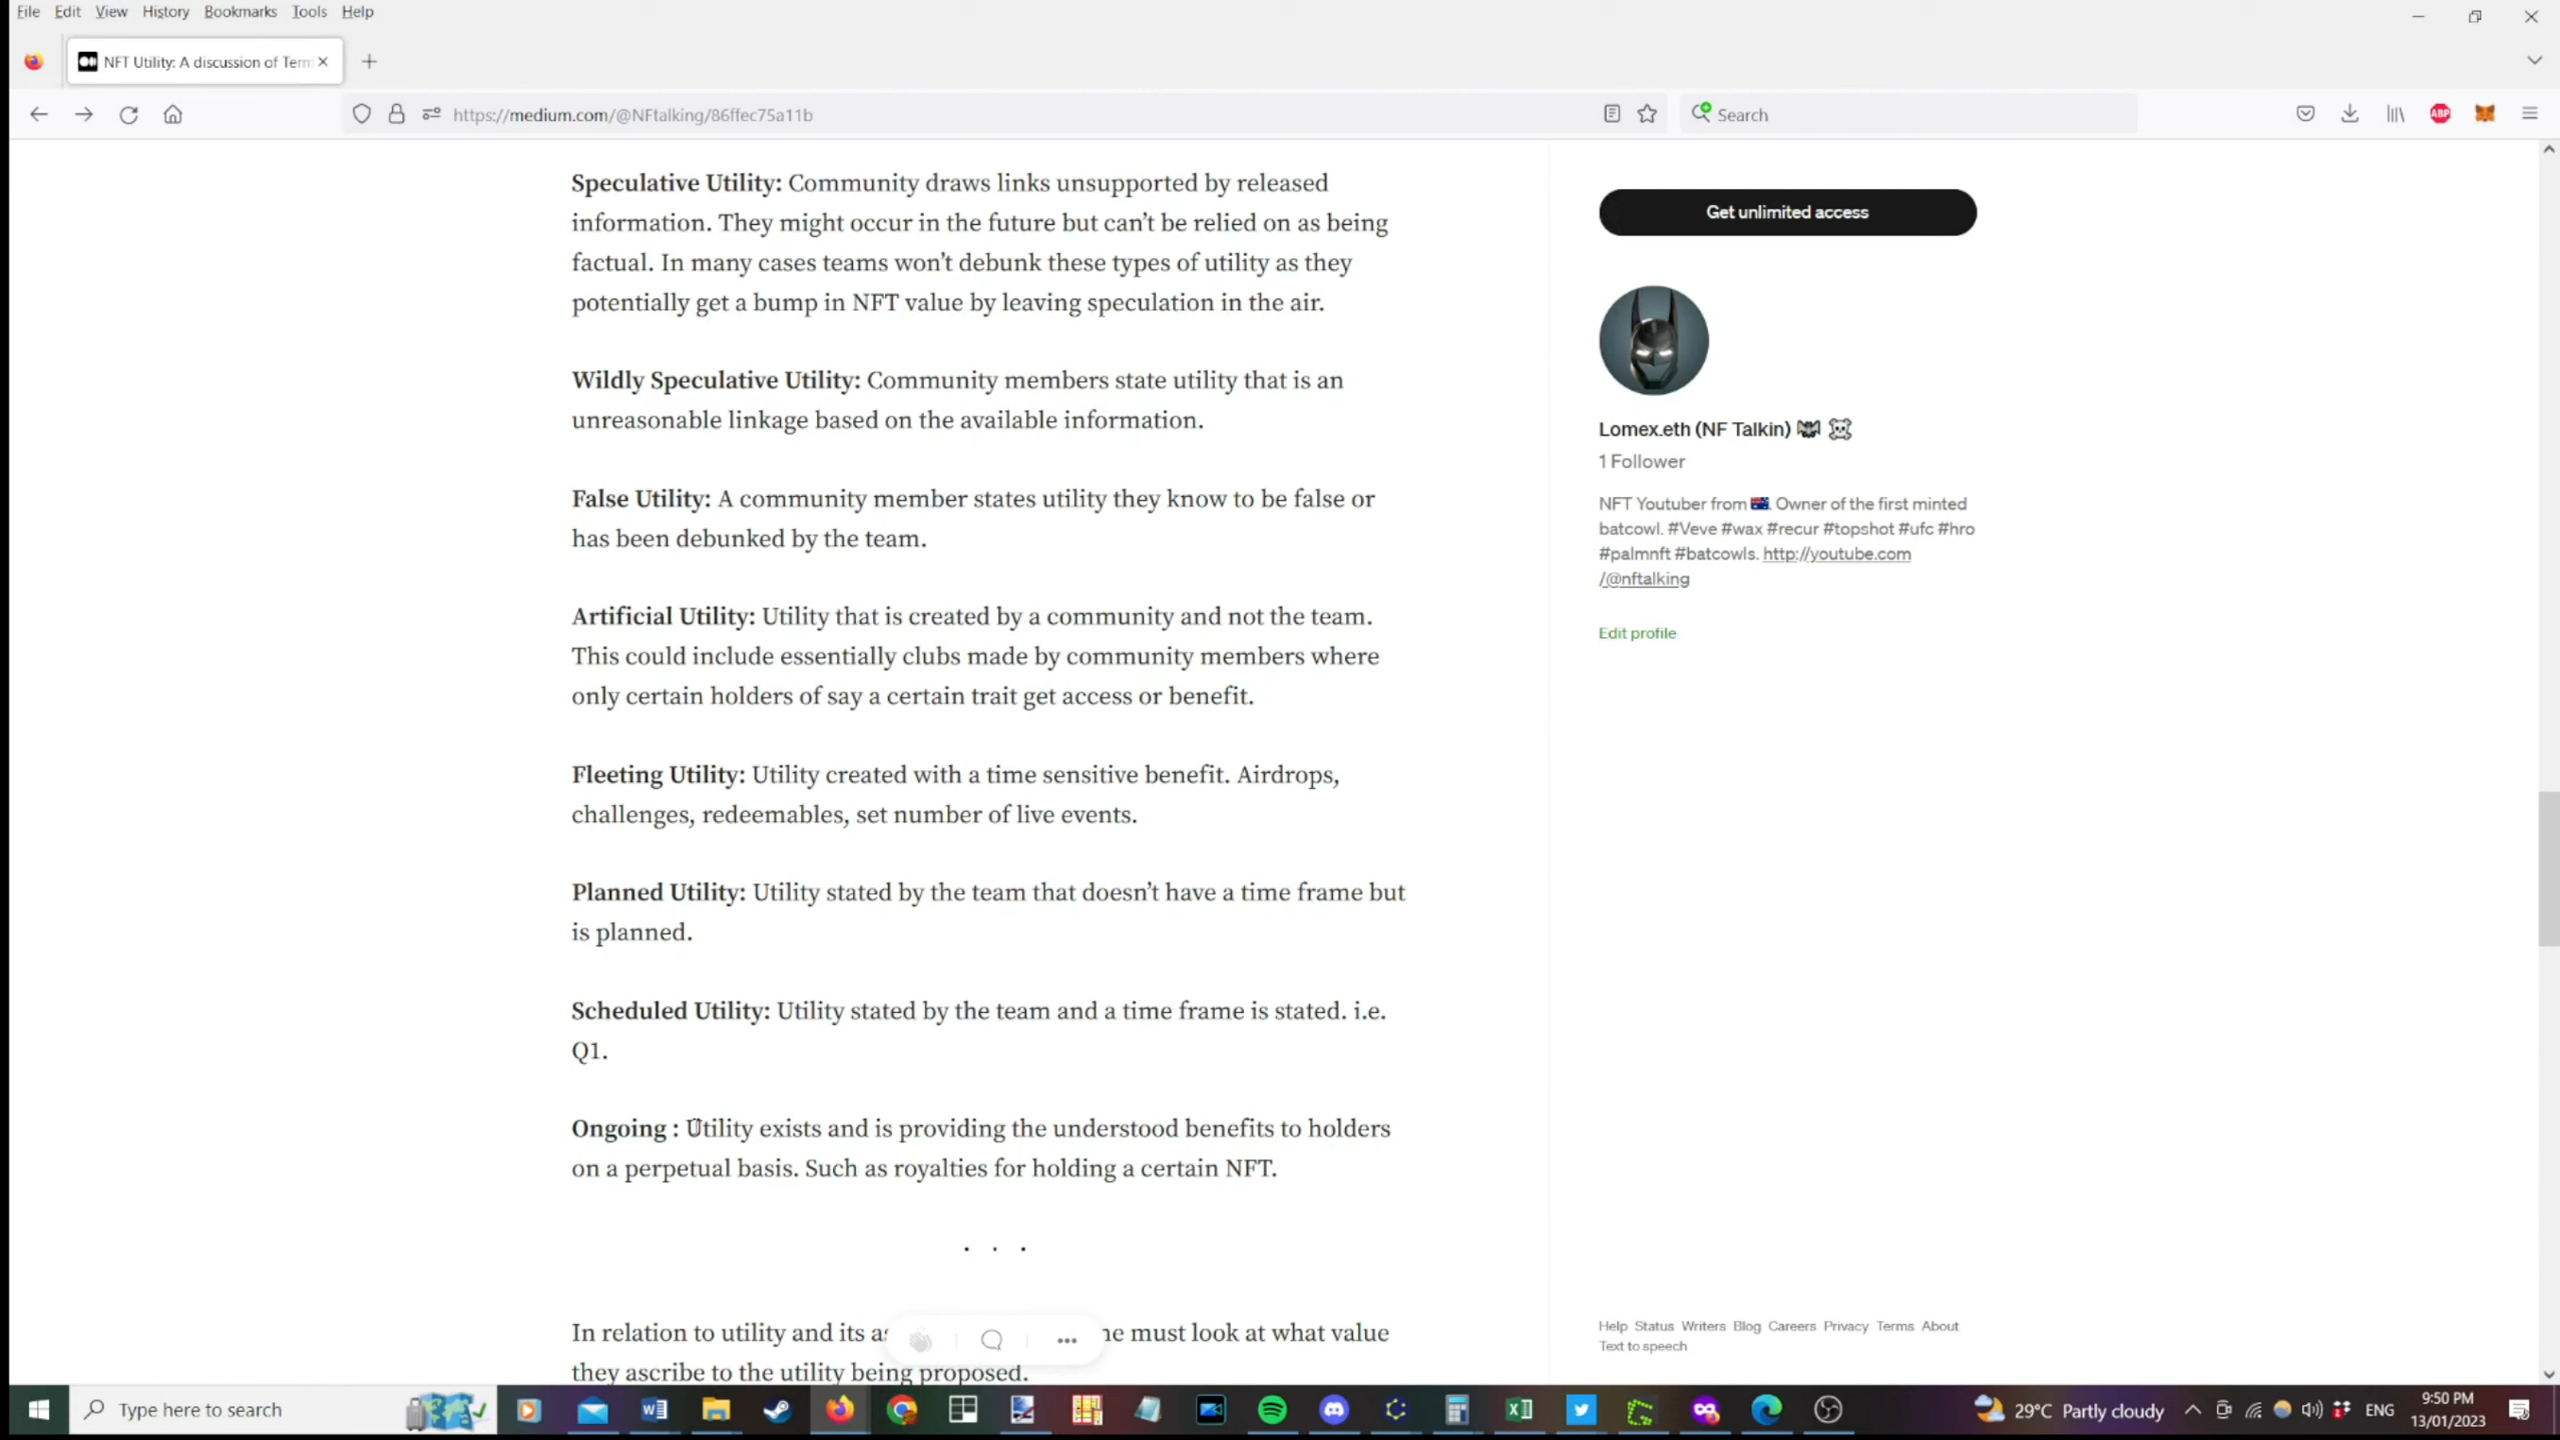 File Edit View History Bookmarks Tools Help
NFT Utility: A discussion of Term
https://medium.com/@NFtalking/86ffec75a11b
Search
ABP
Speculative Utility: Community draws links unsupported by released
information. They might occur in the future but can’t be relied on as being
factual. In many cases teams won’t debunk these types of utility as they
potentially get a bump in NFT value by leaving speculation in the air.
Wildly Speculative Utility: Community members state utility that is an
unreasonable linkage based on the available information.
False Utility: A community member states utility they know to be false or
has been debunked by the team.
Artificial Utility: Utility that is created by a community and not the team.
This could include essentially clubs made by community members where
only certain holders of say a certain trait get access or benefit.
Fleeting Utility: Utility created with a time sensitive benefit. Airdrops,
challenges, redeemables, set number of live events.
Planned Utility: Utility stated by the team that doesn’t have a time frame but
is planned.
Scheduled Utility: Utility stated by the team and a time frame is stated. i.e.
Q1.
Ongoing : Utility exists and is providing the understood benefits to holders
on a perpetual basis. Such as royalties for holding a certain NFT.
. . .
In relation to utility and its
must look at what value
they ascribe to the utility being proposed.
Get unlimited access
Lomex.eth (NF Talkin)
1 Follower
NFT Youtuber from . Owner of the first minted
batcowl. #Veve #wax #recur #topshot #ufc #hro
#palmnft #batcowls. http://youtube.com
/@nftalking
Edit profile
Help Status Writers Blog Careers Privacy Terms About
Text to speech
Type here to search
29°C Partly cloudy
ENG
9:50 PM
13/01/2023